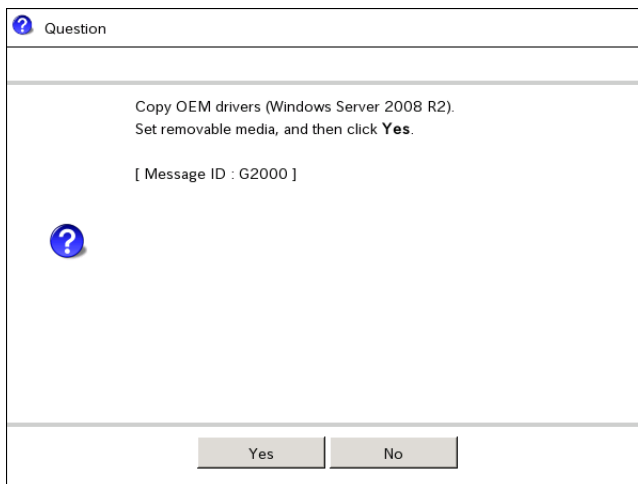 Question
Copy OEM drivers (Windows Server 2008 R2).
Set removable media, and then click Yes.
[ Message ID : G2000 ]
Yes
No